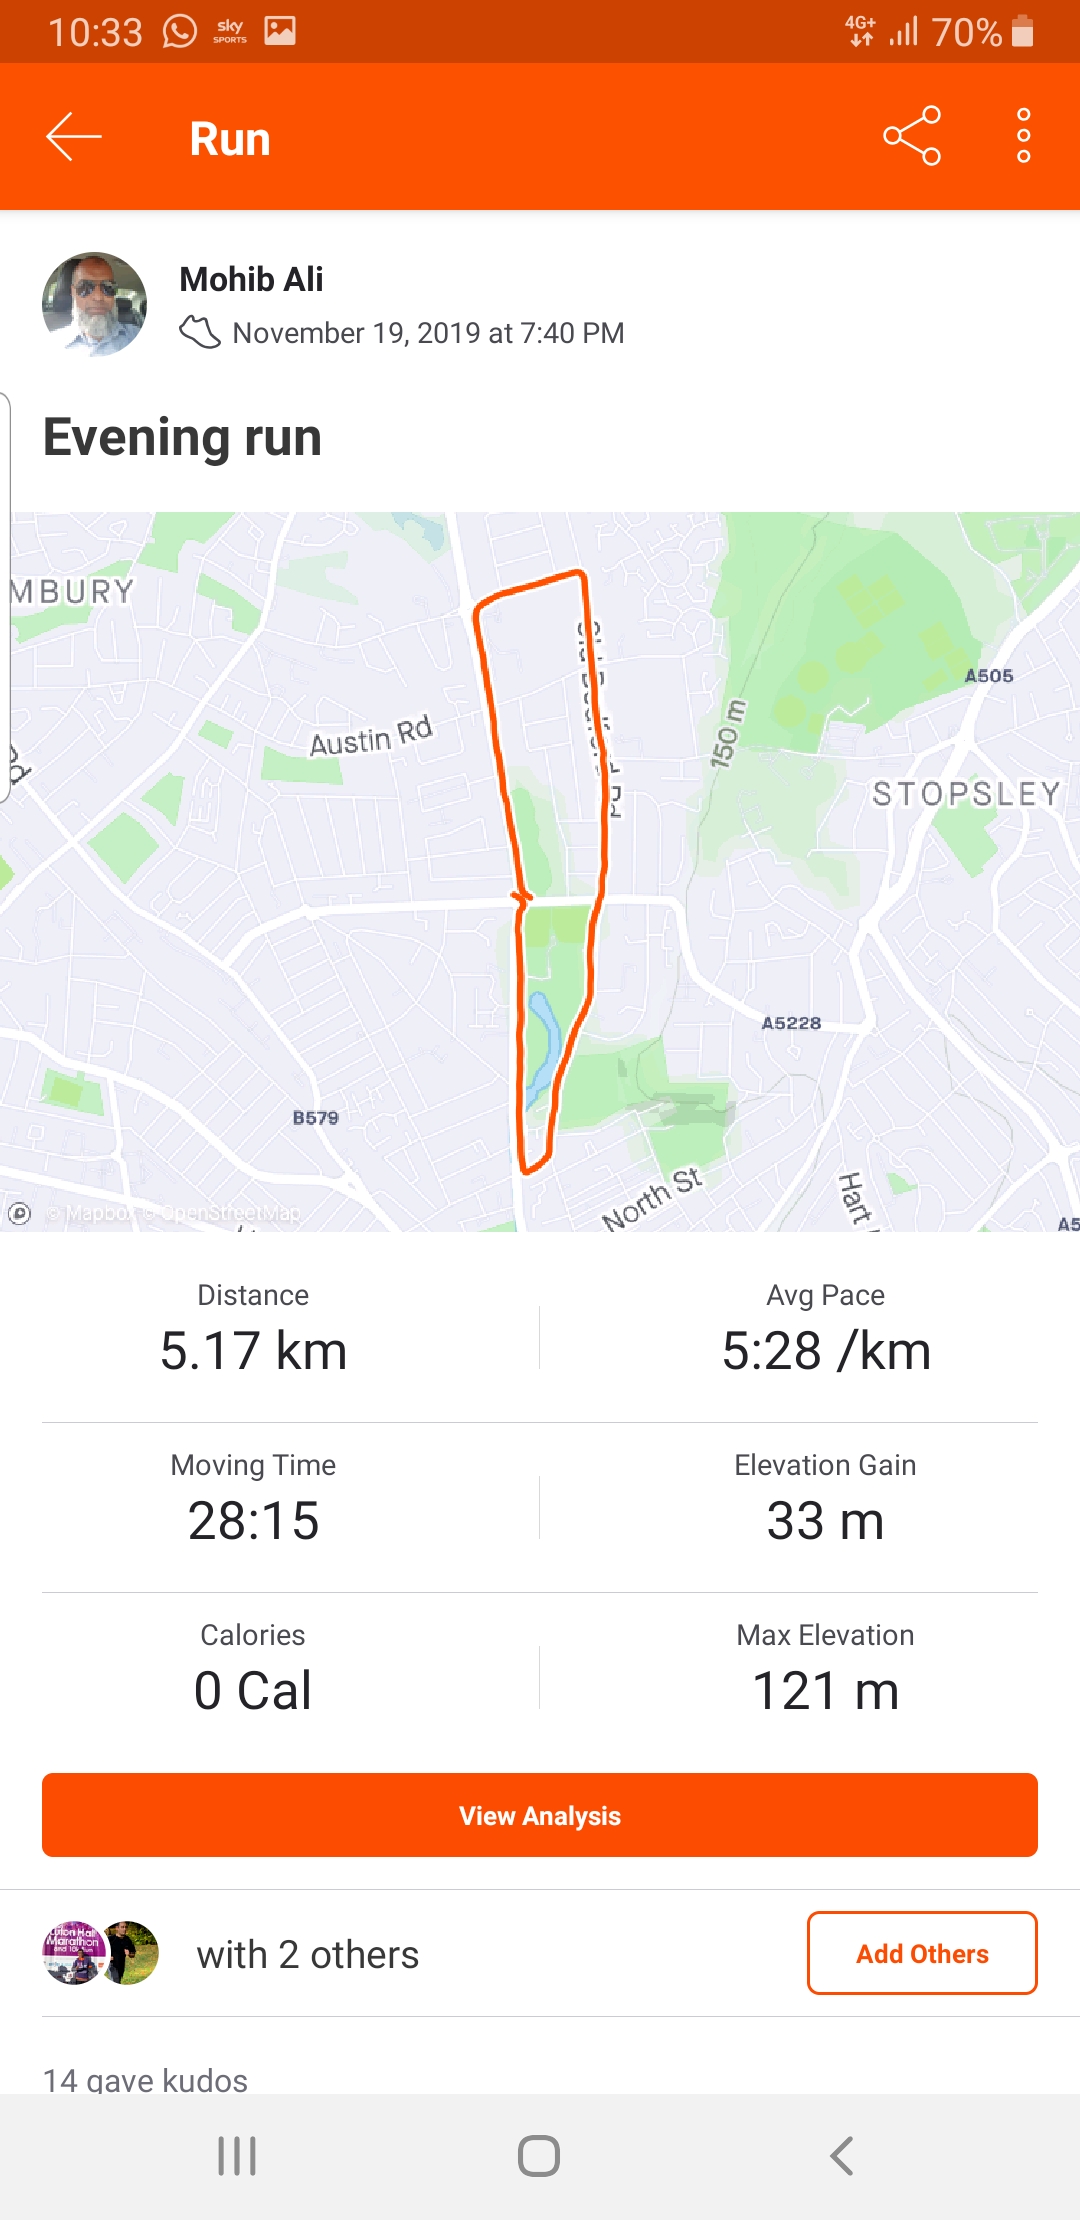 10:33 sky SPORTS 4G+ 70%
Run
Mohib Ali
November 19, 2019 at 7:40 PM
Evening run
MBURY
A505
Austin Rd
150 m
STOPSLEY
Rd
A5228
B579
North St
Hart
© Mapbox © OpenStreetMap
A5
Distance
5.17 km
Avg Pace
5:28 /km
Moving Time
28:15
Elevation Gain
33 m
Calories
0 Cal
Max Elevation
121 m
View Analysis
with 2 others
Add Others
14 gave kudos